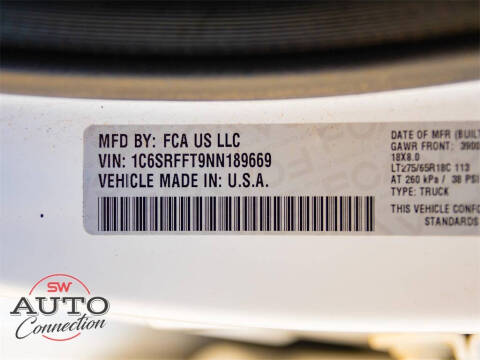 MFD BY: FCA US LLC
VIN: 1C6SRFFT9NN189669
VEHICLE MADE IN: U.S.A.
DATE OF MFR (BUILT
GAWR FRONT: 3900
18X8.0
LT275/65R18C 113
AT 260 kPa / 38 PSI
TYPE: TRUCK
THIS VEHICLE CONFO
STANDARDS
SW
AUTO
Connection